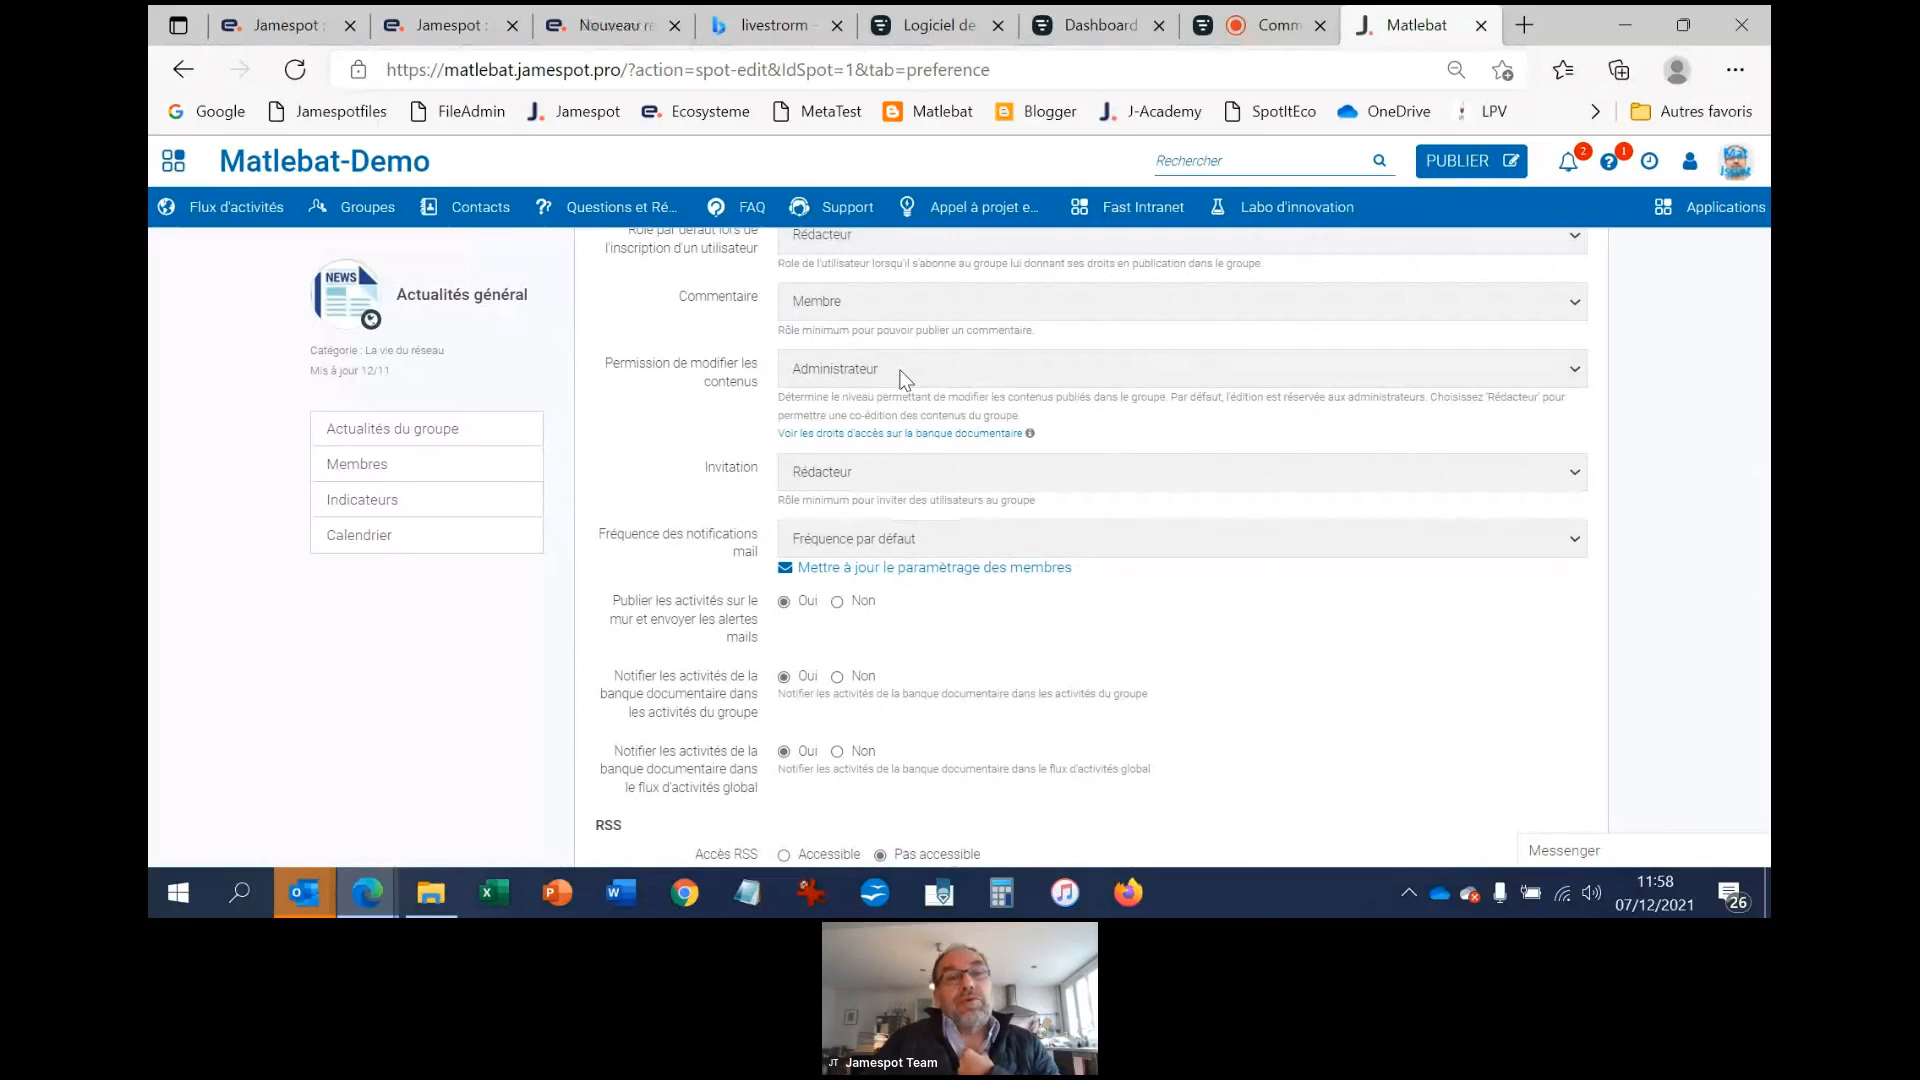 Jamespot :
Jamespot :
Nouveau re
livestrorm -
Logiciel de
Dashboard
Comm
Matlebat
https://matlebat.jamespot.pro/?action=spot-edit&IdSpot=1&tab=preference
Google
Jamespotfiles
FileAdmin
Jamespot
Ecosysteme
MetaTest
Matlebat
Blogger
J-Academy
SpotItEco
OneDrive
LPV
Autres favoris
Matlebat-Demo
Rechercher
PUBLIER
2
1
Flux d'activités
Groupes
Contacts
Questions et Ré...
FAQ
Support
Appel à projet e...
Fast Intranet
Labo d'innovation
Applications
NEWS
Actualités général
Catégorie : La vie du réseau
Mis à jour 12/11
Actualités du groupe
Membres
Indicateurs
Calendrier
Rôle par défaut lors de
l'inscription d'un utilisateur
Rédacteur
Role de l'utilisateur lorsqu'il s'abonne au groupe lui donnant ses droits en publication dans le groupe.
Commentaire
Membre
Rôle minimum pour pouvoir publier un commentaire.
Permission de modifier les
contenus
Administrateur
Détermine le niveau permettant de modifier les contenus publiés dans le groupe. Par défaut, l'édition est réservée aux administrateurs. Choisissez 'Rédacteur' pour
permettre une co-édition des contenus du groupe.
Voir les droits d'accès sur la banque documentaire
Invitation
Rédacteur
Rôle minimum pour inviter des utilisateurs au groupe
Fréquence des notifications
mail
Fréquence par défaut
Mettre à jour le paramètrage des membres
Publier les activités sur le
mur et envoyer les alertes
mails
Oui Non
Notifier les activités de la
banque documentaire dans
les activités du groupe
Oui Non
Notifier les activités de la banque documentaire dans les activités du groupe
Notifier les activités de la
banque documentaire dans
le flux d'activités global
Oui Non
Notifier les activités de la banque documentaire dans le flux d'activités global
RSS
Accès RSS
Accessible Pas accessible
Messenger
11:58
07/12/2021
26
JT Jamespot Team